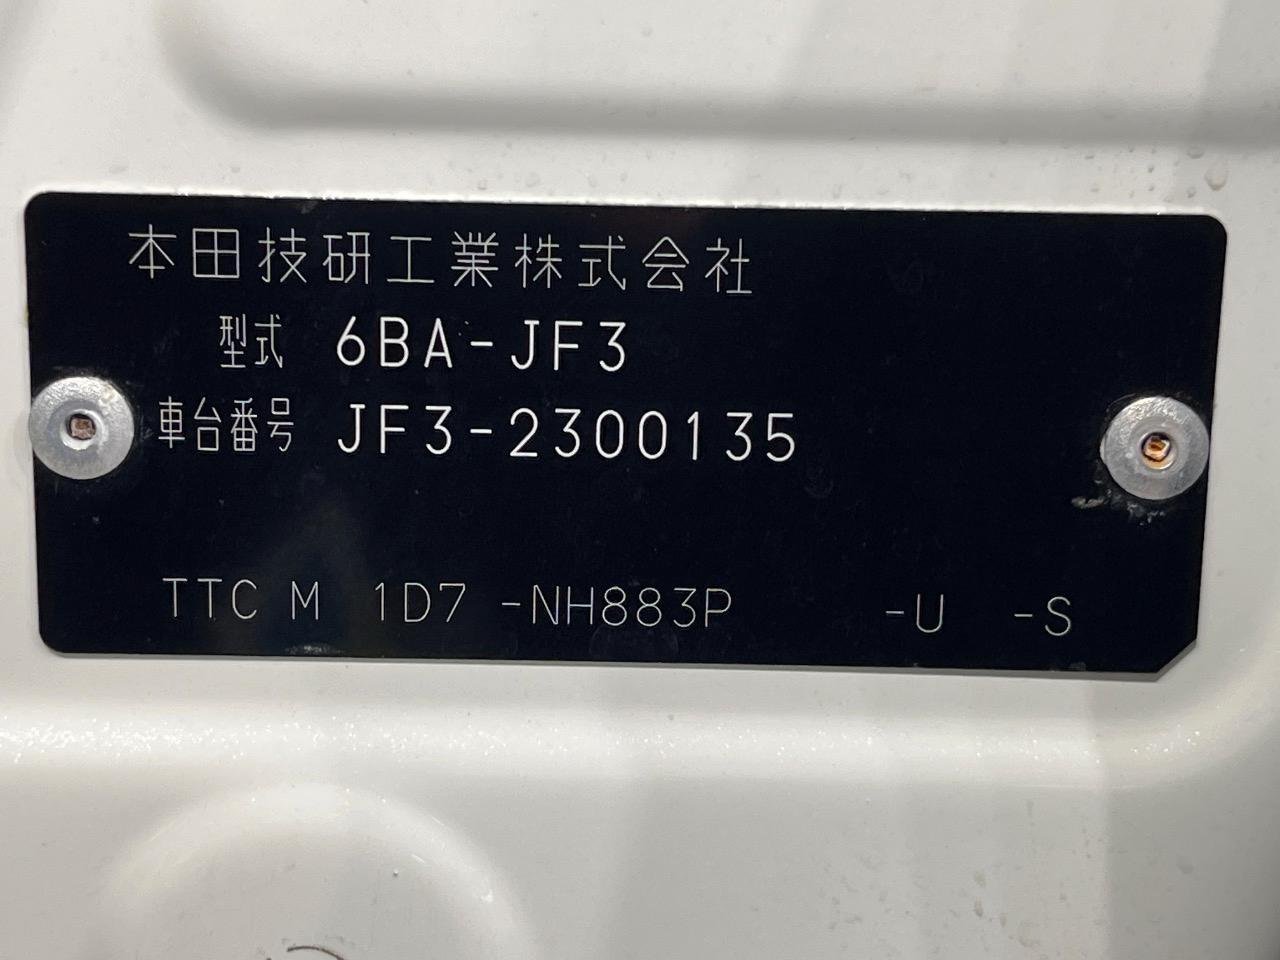 本田技研工業株式会社
型式 6BA-JF3
車台番号 JF3-2300135
TTC M 1D7 -NH883P -U -S